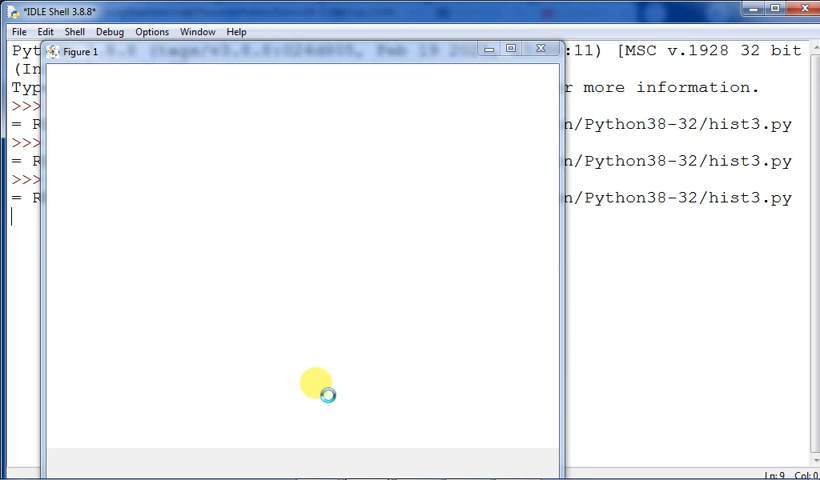 *IDLE Shell 3.8.8*
File Edit Shell Debug Options Window Help
Figure 1
Pyt :11) [MSC v.1928 32 bit
(In
Typ r more information.
>>>
= R n/Python38-32/hist3.py
>>>
= R n/Python38-32/hist3.py
>>>
= R n/Python38-32/hist3.py
Ln: 9 Col: 0